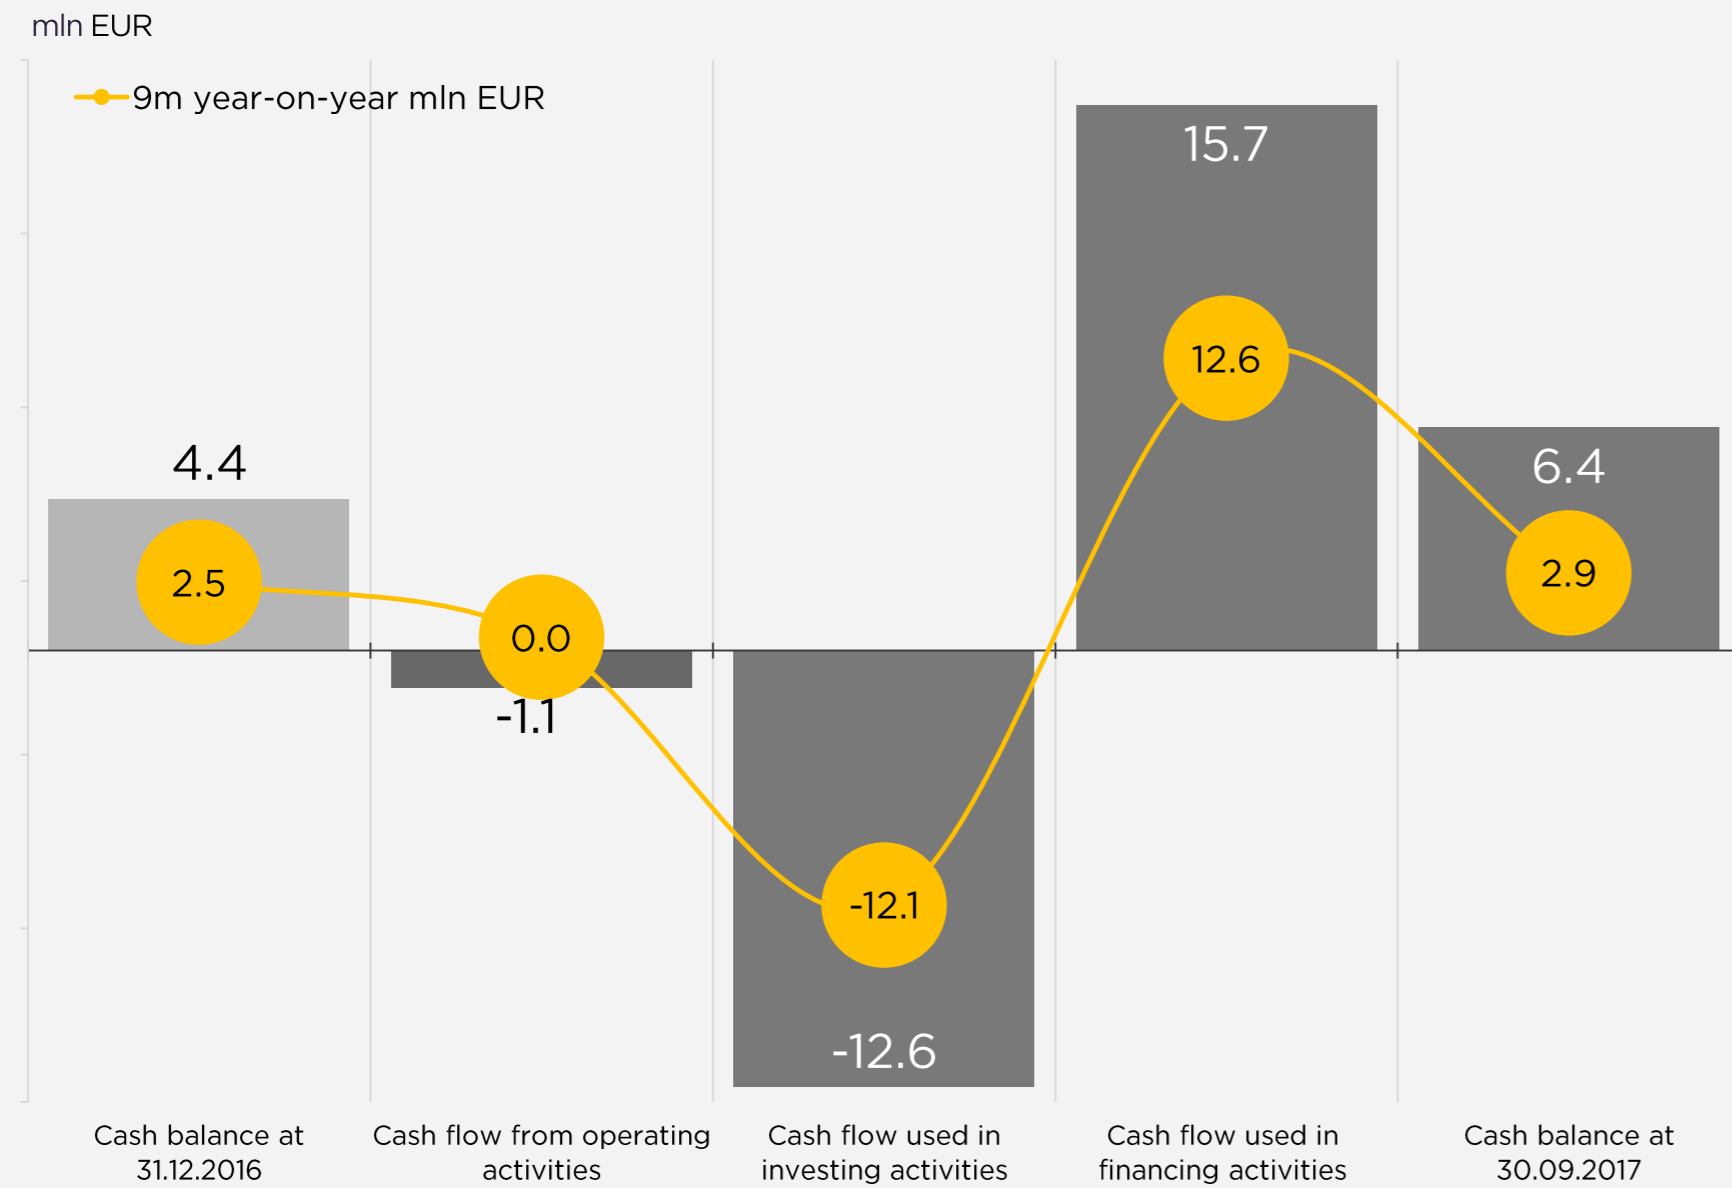 mln EUR
9m year-on-year mln EUR
15.7
12.6
4.4
6.4
2.5
2.9
0.0
-1.1
-12.1
-12.6
Cash balance at
31.12.2016
Cash flow from operating
activities
Cash flow used in
investing activities
Cash flow used in
financing activities
Cash balance at
30.09.2017